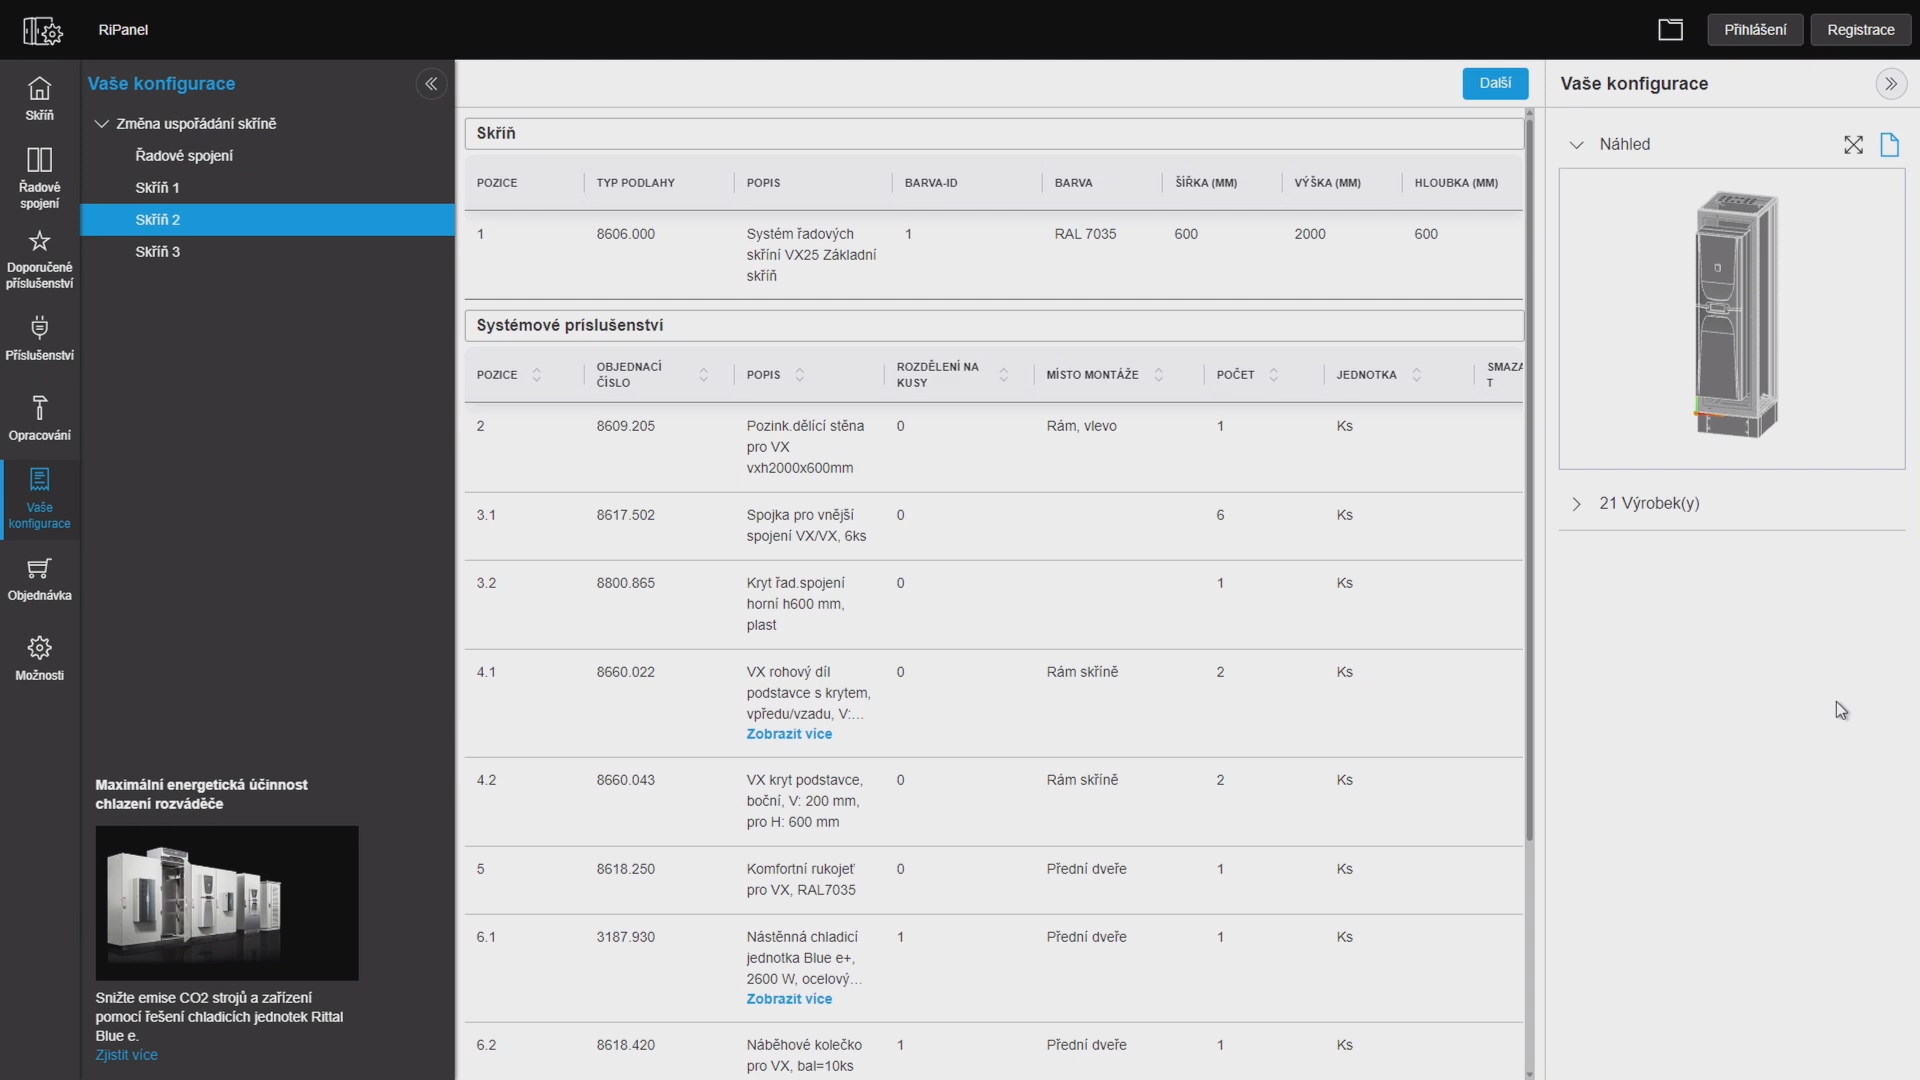 RiPanel
Přihlášení
Registrace
Skříň
Řadové
spojení
Doporučené
příslušenství
Příslušenství
Opracování
Vaše
konfigurace
Objednávka
Možnosti
Vaše konfigurace
Změna uspořádání skříně
Řadové spojení
Skříň 1
Skříň 2
Skříň 3
Maximální energetická účinnost
chlazení rozváděče
Snižte emise CO2 strojů a zařízení
pomocí řešení chladicích jednotek Rittal
Blue e.
Zjistit více
Další
Skříň
POZICE TYP PODLAHY POPIS BARVA-ID BARVA ŠÍŘKA (MM) VÝŠKA (MM) HLOUBKA (MM)
1 8606.000 Systém řadových 1 RAL 7035 600 2000 600
skříní VX25 Základní
skříň
Systémové príslušenství
POZICE OBJEDNACÍ POPIS ROZDĚLENÍ NA MÍSTO MONTÁŽE POČET JEDNOTKA SMAZA
ČÍSLO KUSY T
2 8609.205 Pozink.dělící stěna 0 Rám, vlevo 1 Ks
pro VX
vxh2000x600mm
3.1 8617.502 Spojka pro vnější 0 6 Ks
spojení VX/VX, 6ks
3.2 8800.865 Kryt řad.spojení 0 1 Ks
horní h600 mm,
plast
4.1 8660.022 VX rohový díl 0 Rám skříně 2 Ks
podstavce s krytem,
vpředu/vzadu, V:...
Zobrazit více
4.2 8660.043 VX kryt podstavce, 0 Rám skříně 2 Ks
boční, V: 200 mm,
pro H: 600 mm
5 8618.250 Komfortní rukojeť 0 Přední dveře 1 Ks
pro VX, RAL7035
6.1 3187.930 Nástěnná chladicí 1 Přední dveře 1 Ks
jednotka Blue e+,
2600 W, ocelový...
Zobrazit více
6.2 8618.420 Náběhové kolečko 1 Přední dveře 1 Ks
pro VX, bal=10ks
Vaše konfigurace
Náhled
21 Výrobek(y)